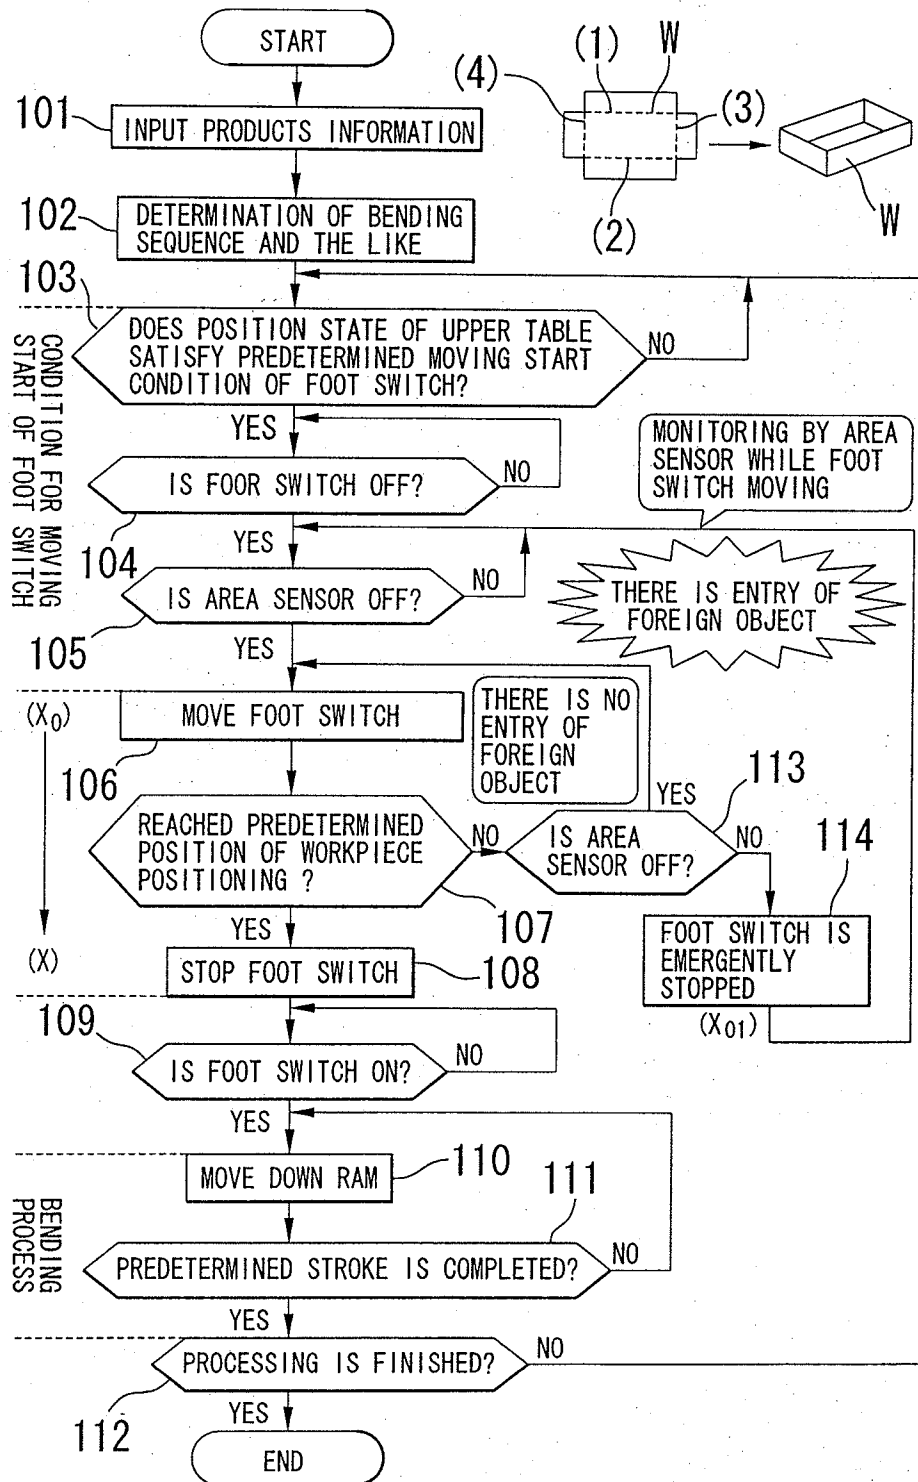 START
(1)
W
(4)
(3)
(2)
W
101
INPUT PRODUCTS INFORMATION
102
DETERMINATION OF BENDING
SEQUENCE AND THE LIKE
103
DOES POSITION STATE OF UPPER TABLE
SATISFY PREDETERMINED MOVING START
CONDITION OF FOOT SWITCH?
NO
YES
CONDITION FOR MOVING
START OF FOOT SWITCH
IS FOOR SWITCH OFF?
NO
104
YES
MONITORING BY AREA
SENSOR WHILE FOOT
SWITCH MOVING
IS AREA SENSOR OFF?
NO
105
YES
THERE IS ENTRY OF
FOREIGN OBJECT
(X0)
MOVE FOOT SWITCH
106
THERE IS NO
ENTRY OF
FOREIGN
OBJECT
REACHED PREDETERMINED
POSITION OF WORKPIECE
POSITIONING ?
NO
107
YES
IS AREA
SENSOR OFF?
113
YES
NO
114
FOOT SWITCH IS
EMERGENTLY
STOPPED
(X01)
(X)
STOP FOOT SWITCH
108
109
IS FOOT SWITCH ON?
NO
YES
MOVE DOWN RAM
110
BENDING
PROCESS
111
PREDETERMINED STROKE IS COMPLETED?
NO
YES
PROCESSING IS FINISHED?
NO
112
YES
END